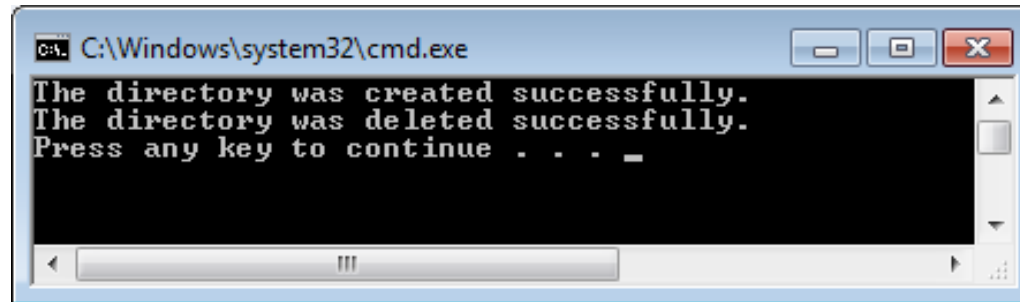 C:\Windows\system32\cmd.exe
The directory was created successfully.
The directory was deleted successfully.
Press any key to continue . . . _